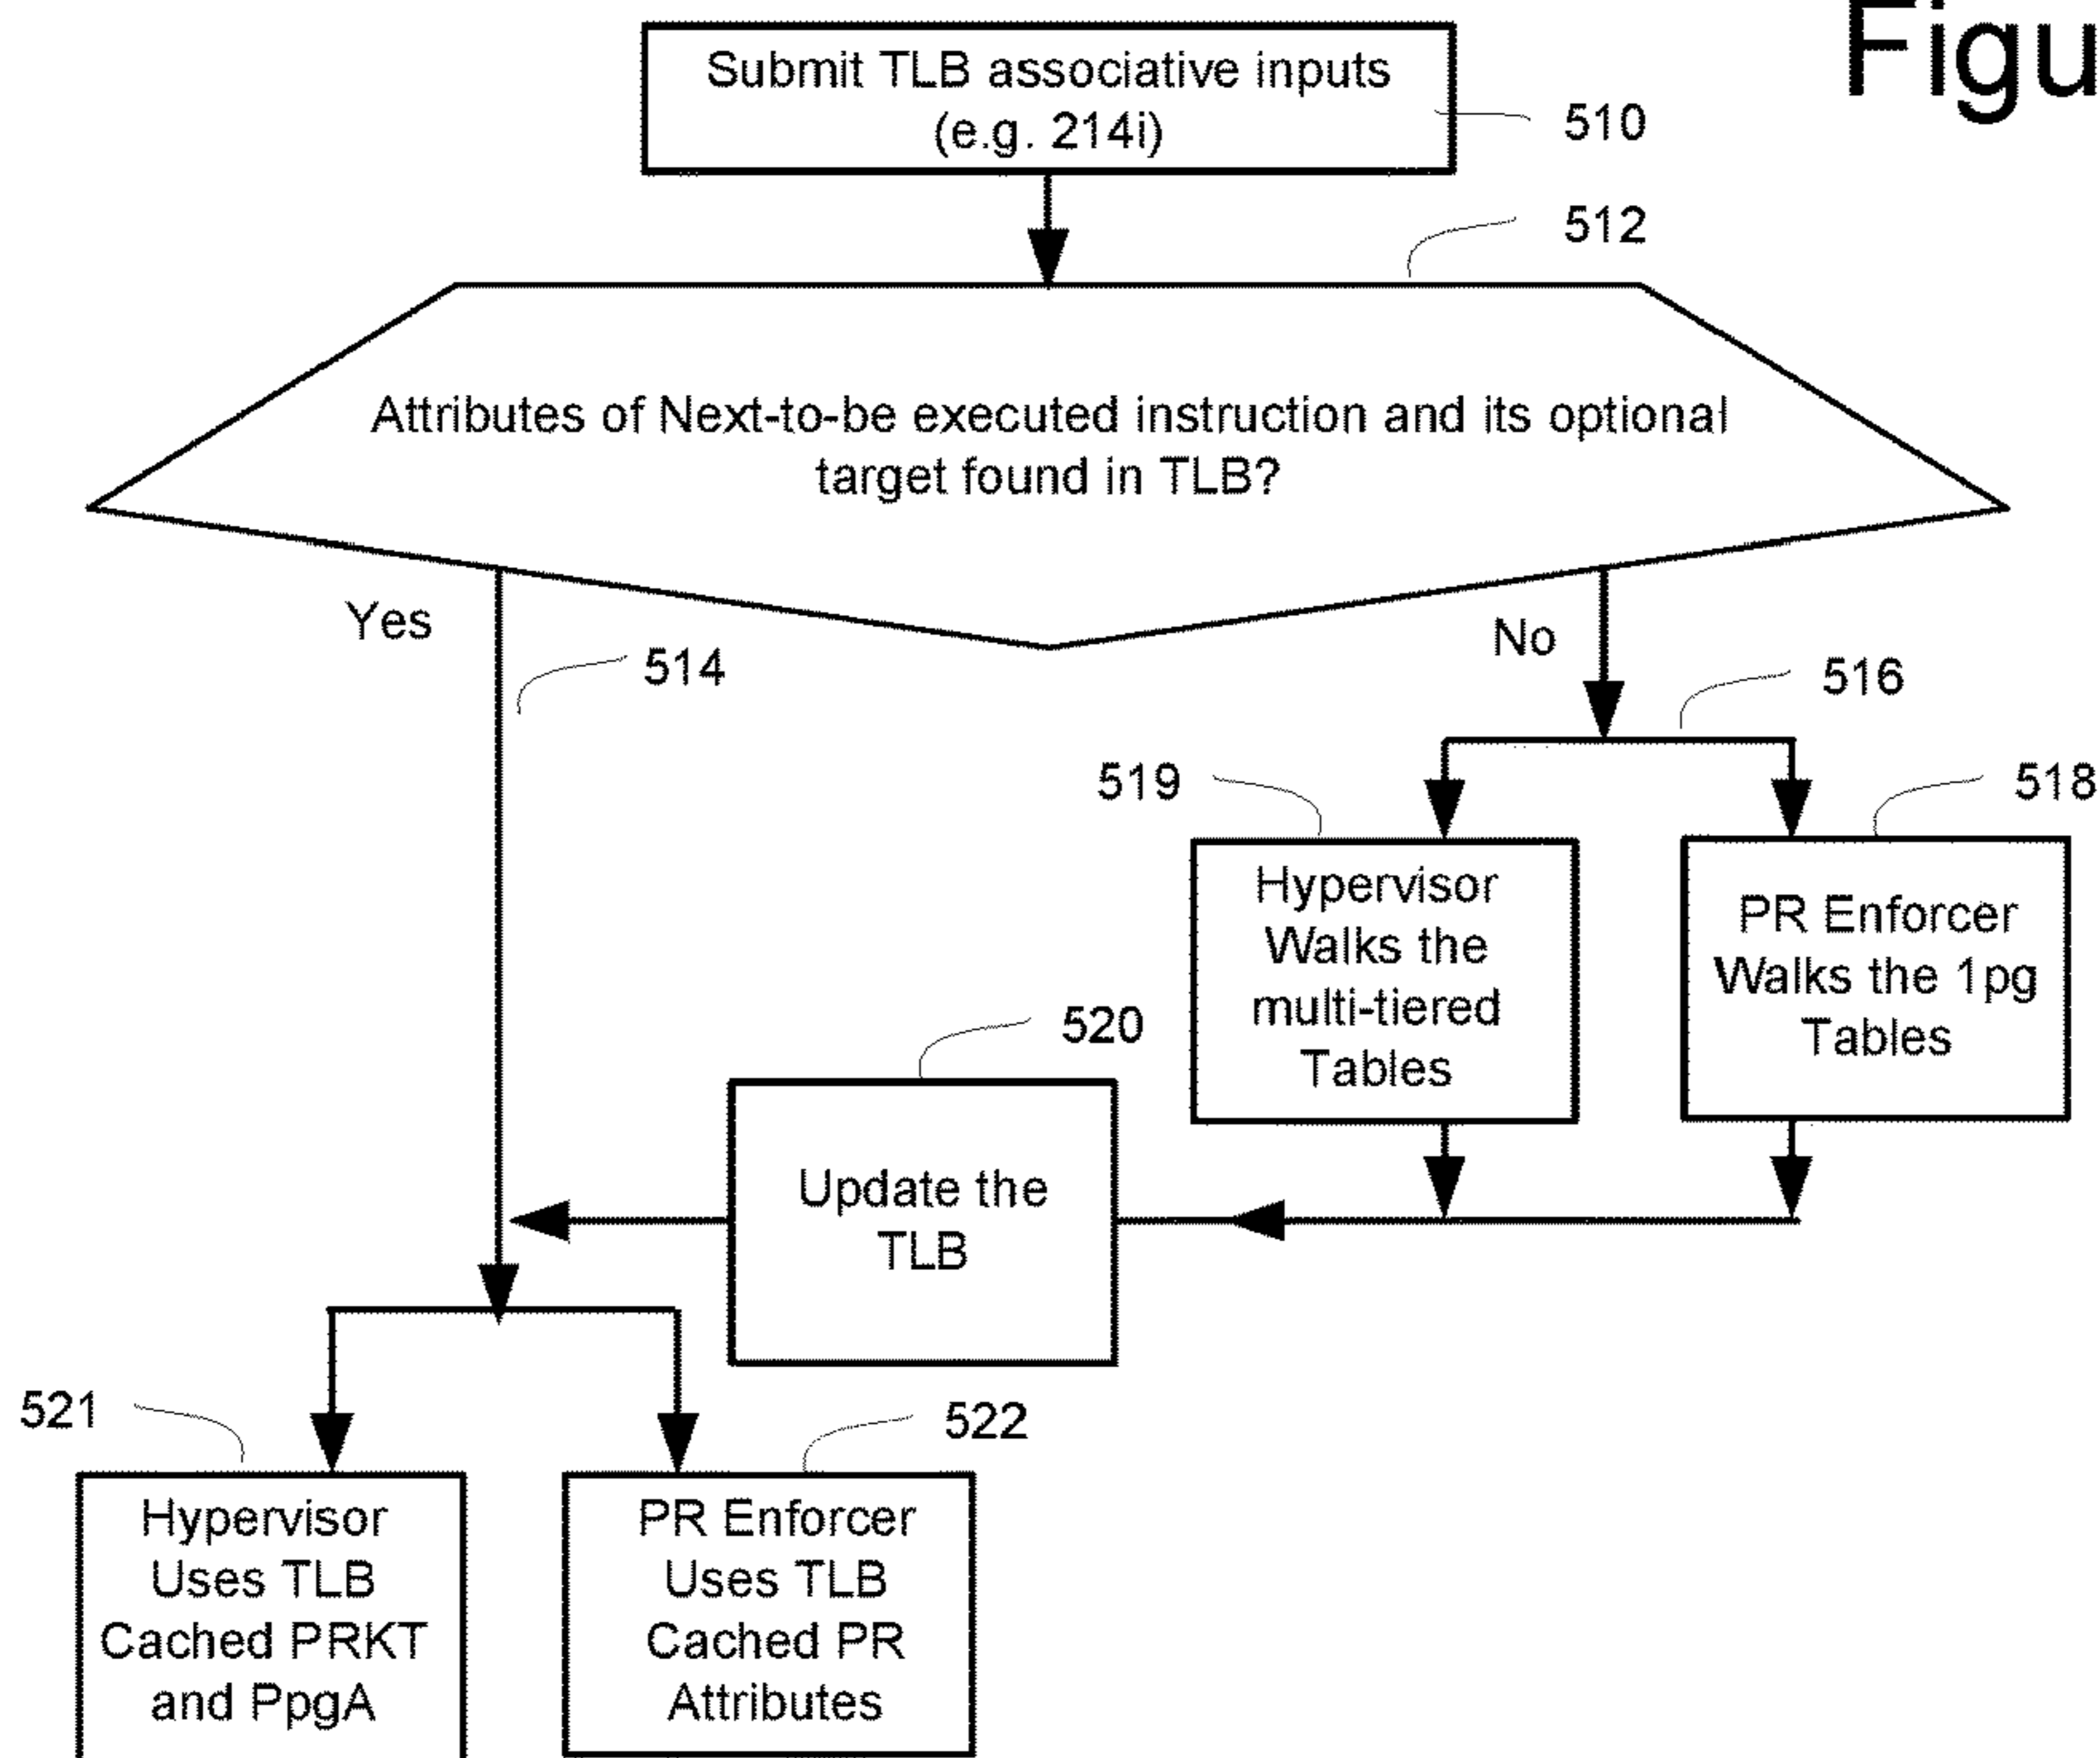 Figu
Submit TLB associative inputs
(e.g. 214i)
510
512
Attributes of Next-to-be executed instruction and its optional
target found in TLB?
Yes
No
514
516
519
518
Hypervisor
Walks the
multi-tiered
Tables
PR Enforcer
Walks the 1pg
Tables
520
Update the
TLB
521
522
Hypervisor
Uses TLB
Cached PRKT
and PpgA
PR Enforcer
Uses TLB
Cached PR
Attributes